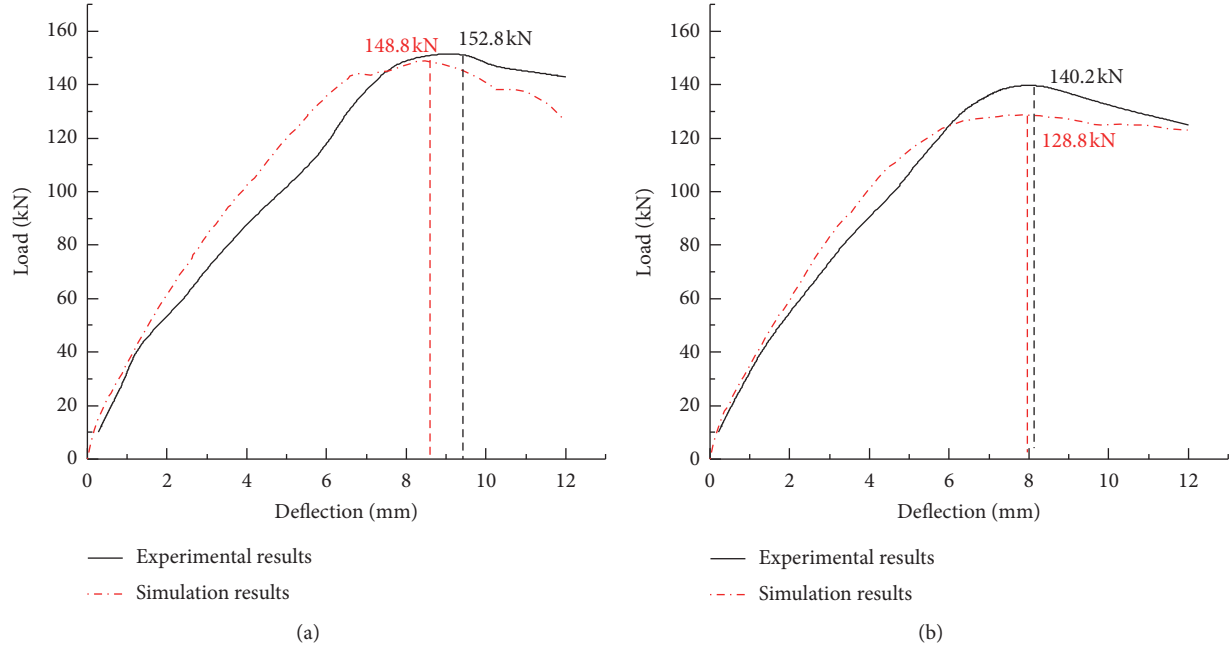 160
140
120
100
80
60
40
20
0
Load (kN)
148.8 kN
152.8 kN
0 2 4 6 8 10 12
Deflection (mm)
Experimental results
Simulation results
(a)
160
140
120
100
80
60
40
20
0
Load (kN)
140.2 kN
128.8 kN
0 2 4 6 8 10 12
Deflection (mm)
Experimental results
Simulation results
(b)